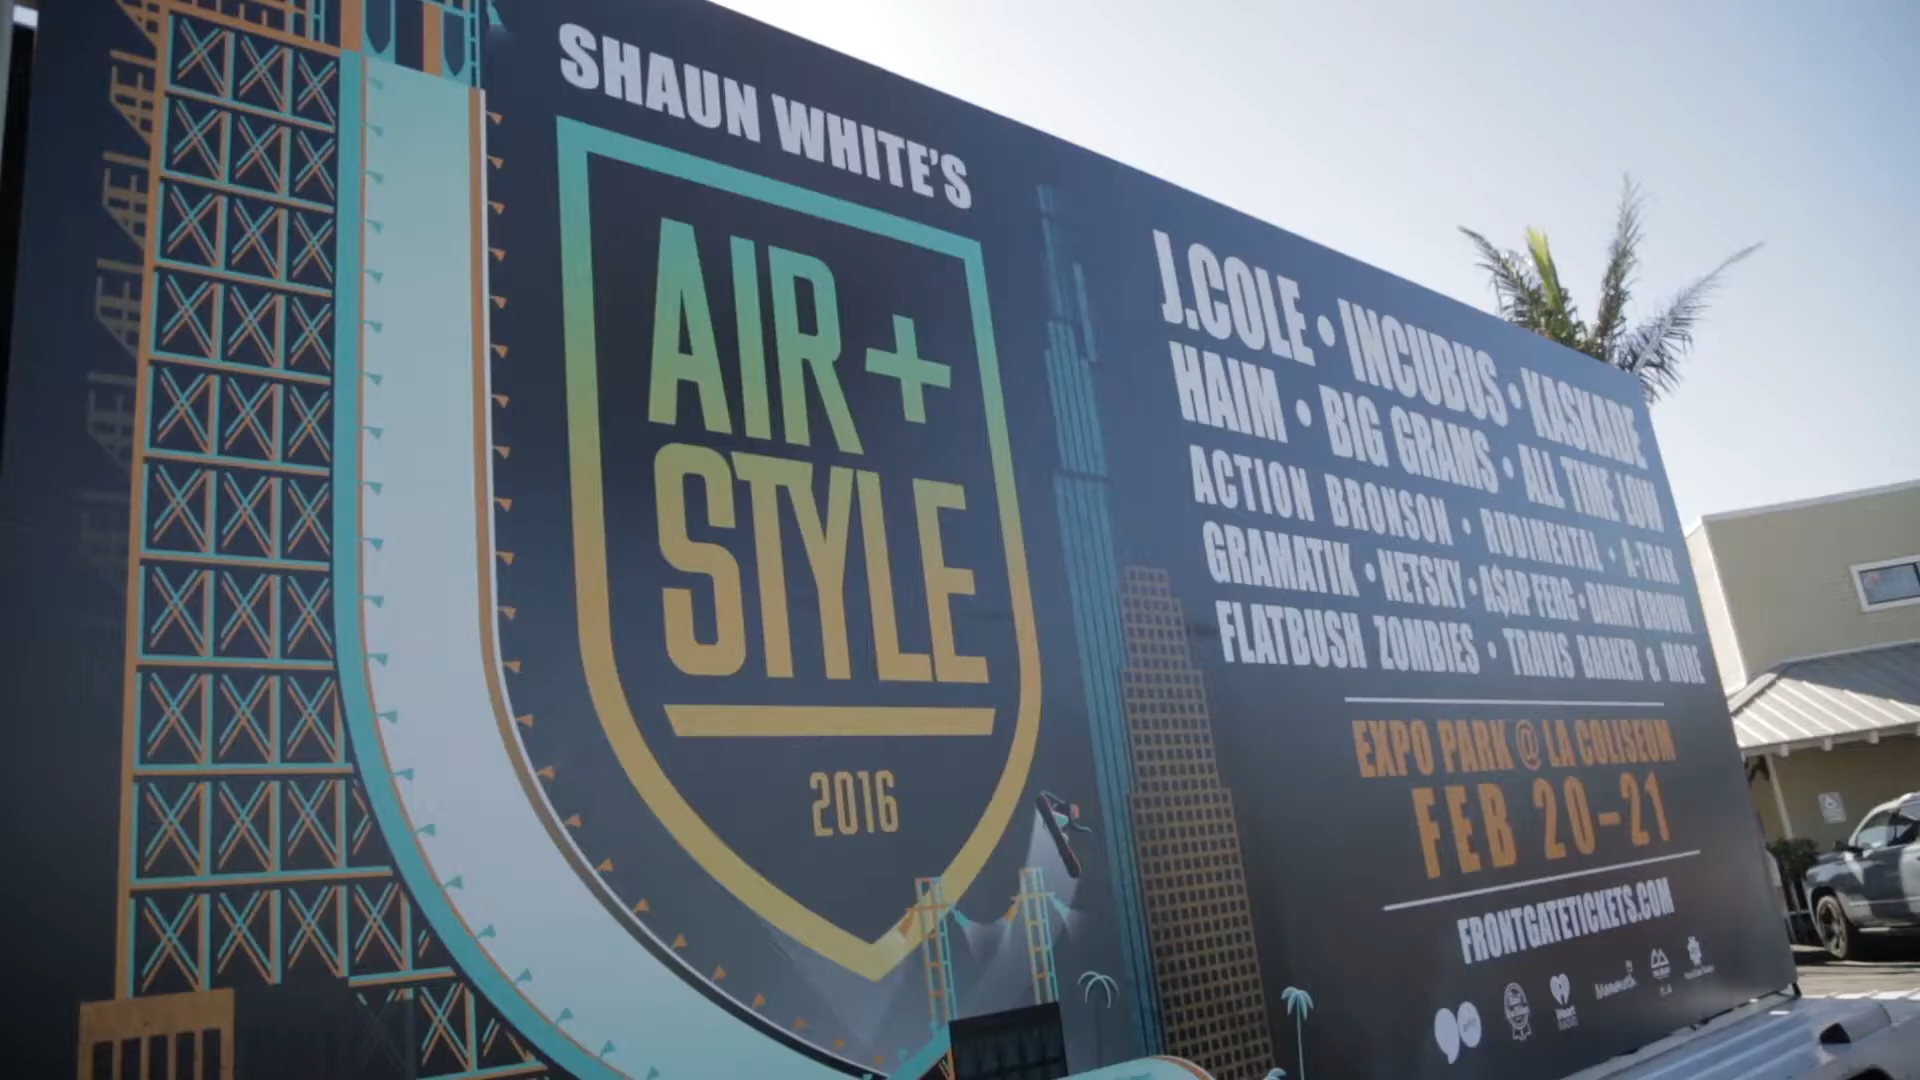 SHAUN WHITE'S
AIR +
STYLE
2016
J.COLE • INCUBUS • KASKADE
HAIM • BIG GRAMS • ALL TIME LOW
ACTION BRONSON • RUDIMENTAL • A-TRAK
GRAMATIK • NETSKY • A$AP FERG • DANNY BROWN
FLATBUSH ZOMBIES • TRAVIS BARKER & MORE
EXPO PARK @ LA COLISEUM
FEB 20-21
FRONTGATETICKETS.COM